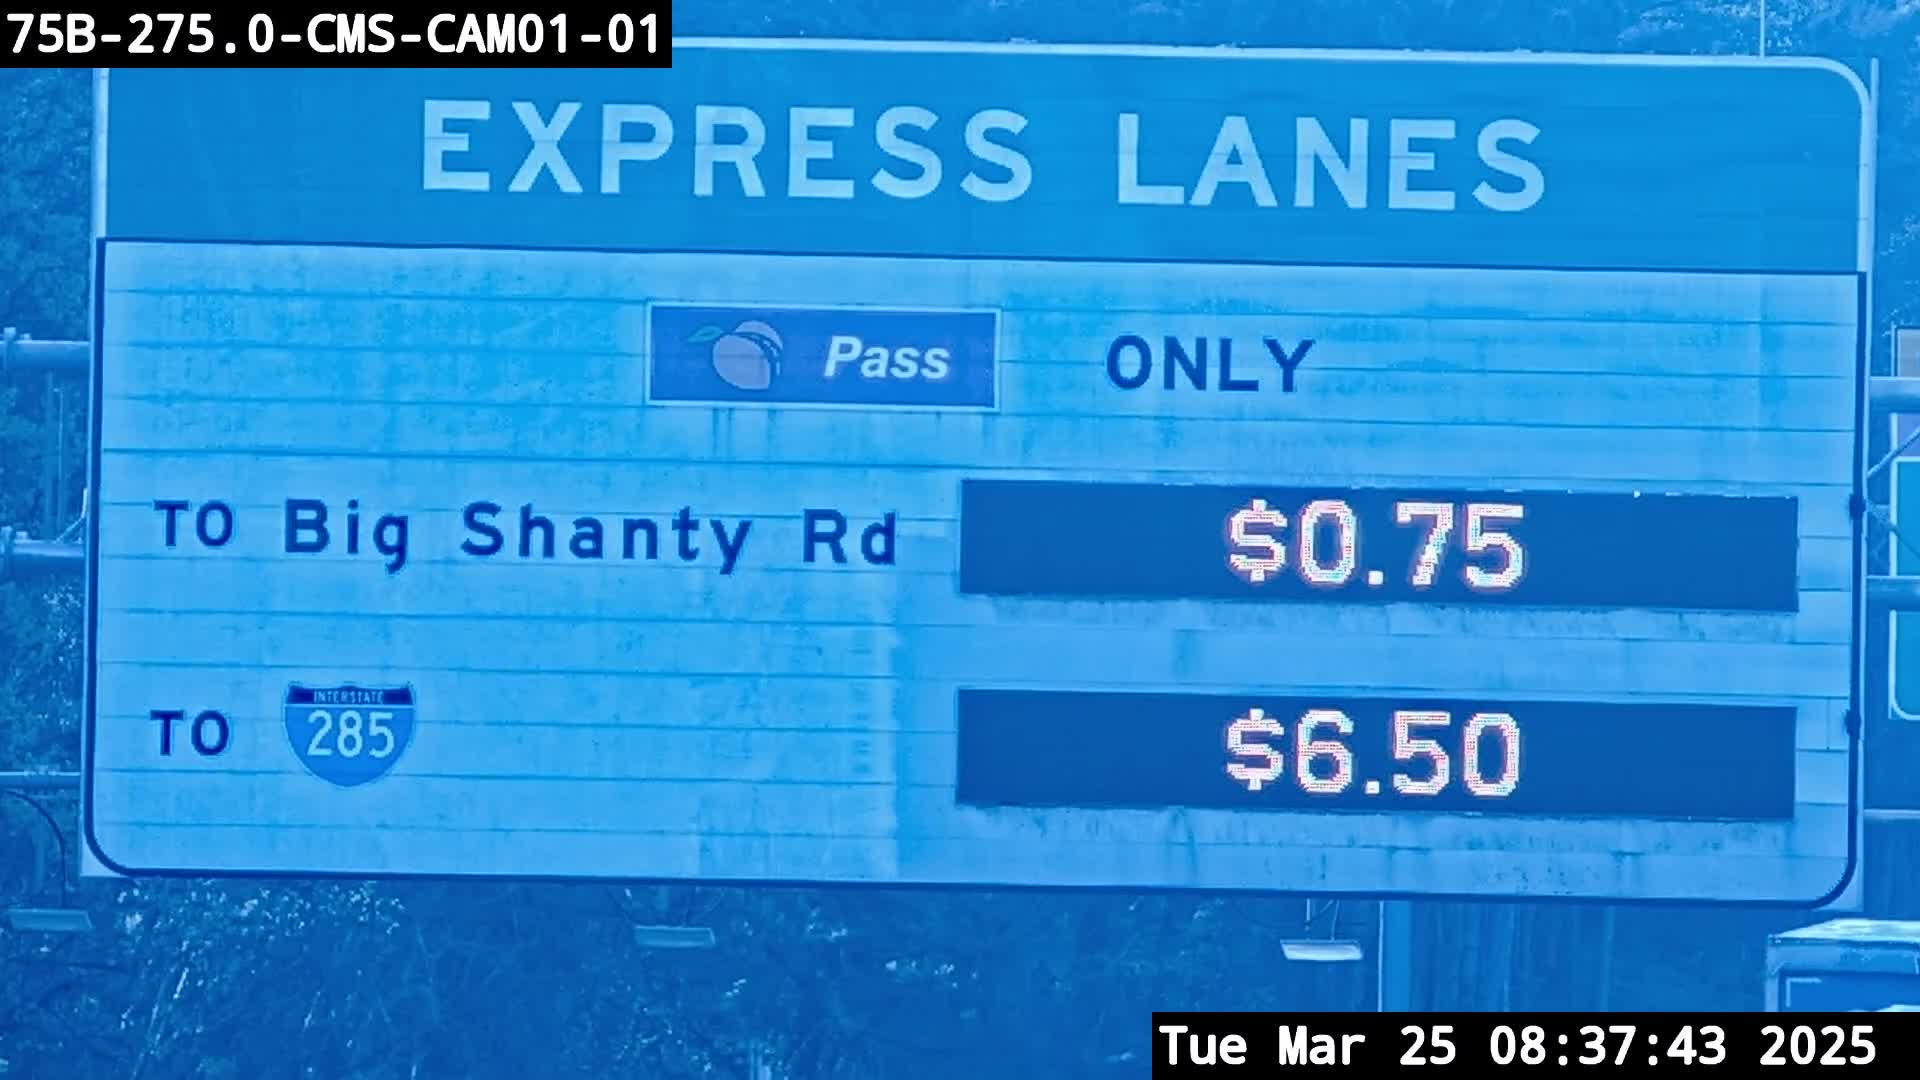 75B-275.0-CMS-CAM01-01
EXPRESS LANES
Pass ONLY
TO Big Shanty Rd $0.75
INTERSTATE
TO 285 $6.50
Tue Mar 25 08:37:43 2025